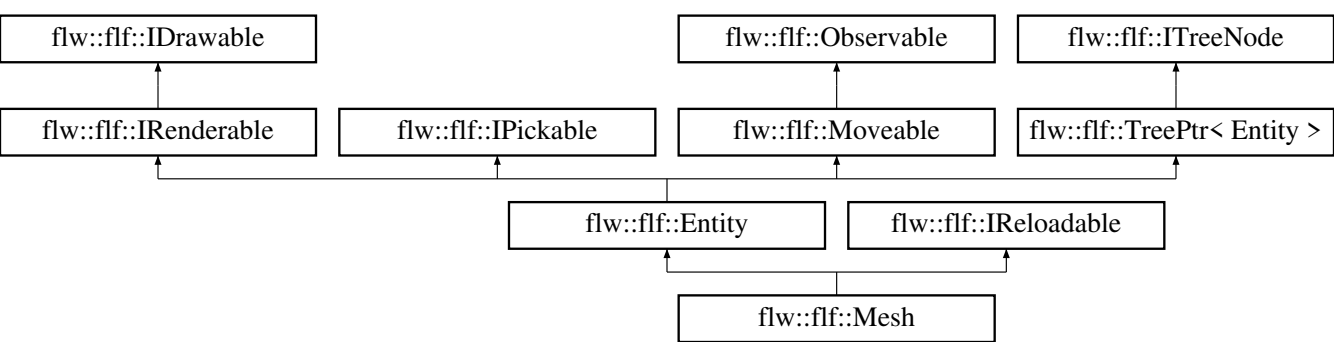 flw::flf::IDrawable
flw::flf::Observable
flw::flf::ITreeNode
flw::flf::IRenderable
flw::flf::IPickable
flw::flf::Moveable
flw::flf::TreePtr< Entity >
flw::flf::Entity
flw::flf::IReloadable
flw::flf::Mesh